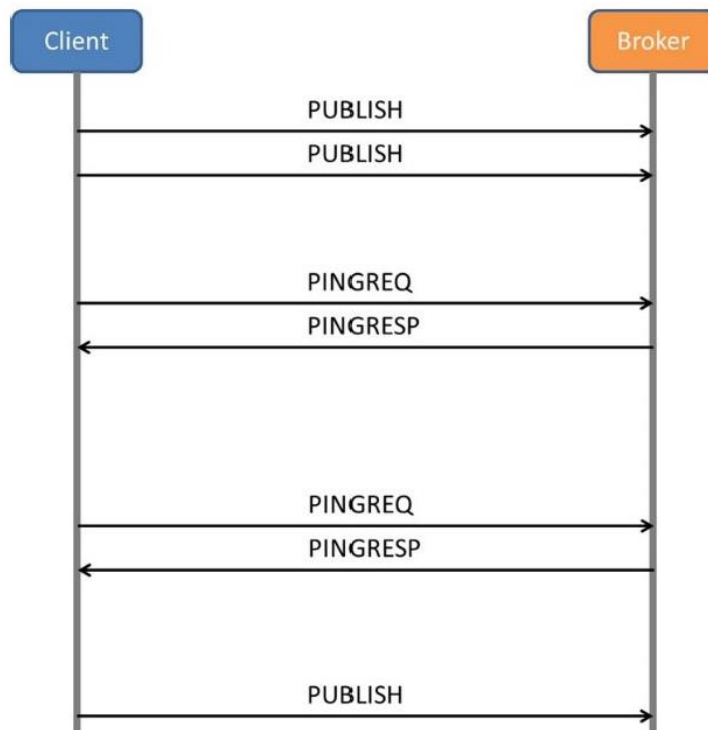 Client
Broker
PUBLISH
PUBLISH
PINGREQ
PINGRESP
PINGREQ
PINGRESP
PUBLISH